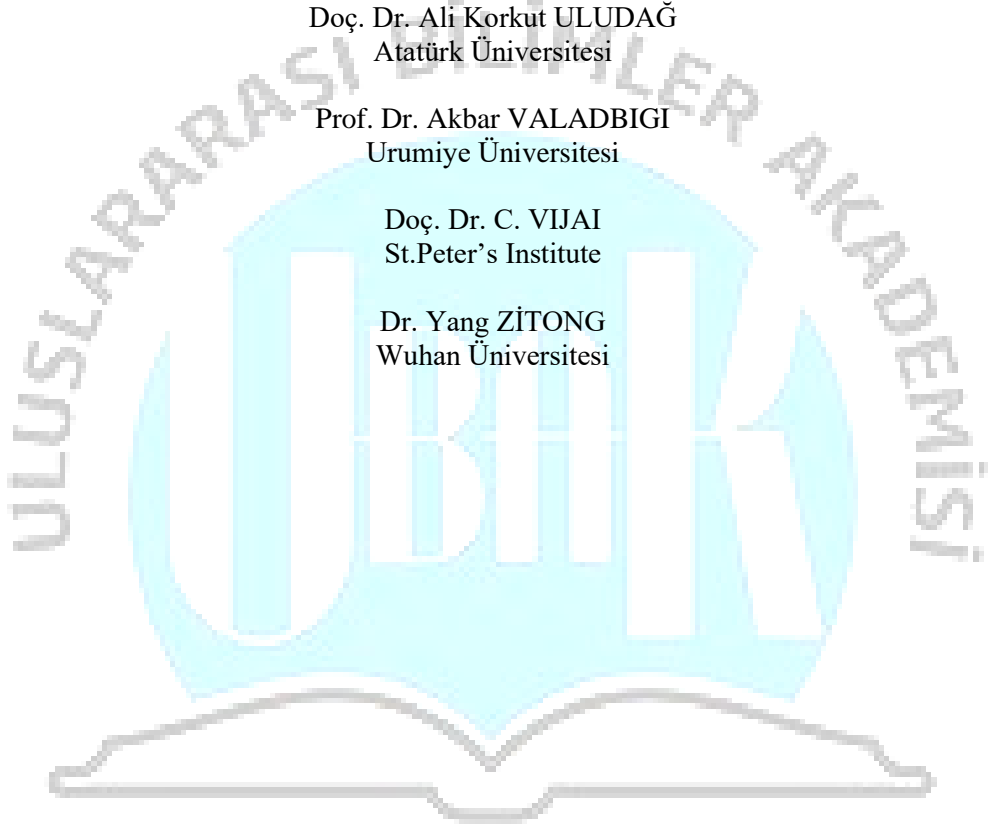 Doç. Dr. Ali Korkut ULUDAĞ
Atatürk Üniversitesi
Prof. Dr. Akbar VALADBIGI
Urumiye Üniversitesi
Doç. Dr. C. VIJAI
St.Peter’s Institute
Dr. Yang ZİTONG
Wuhan Üniversitesi
ULUSLARARASI BİLİMLER AKADEMİSİ
UBAK